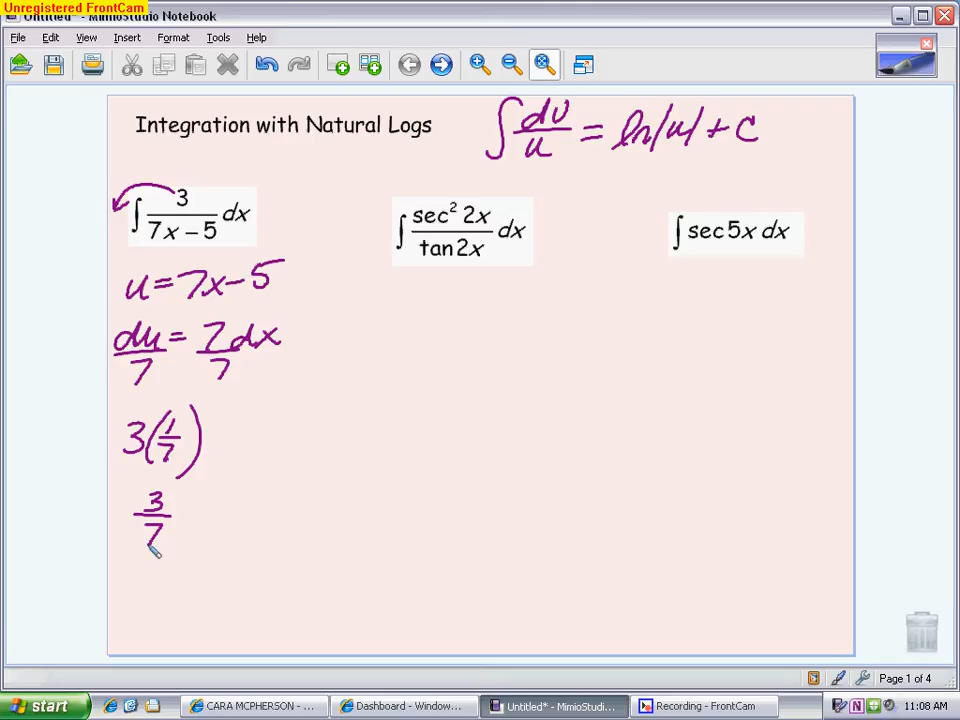 Unregistered FrontCam
Untitled* - MimioStudio Notebook
File Edit View Insert Format Tools Help
Integration with Natural Logs
∫ du/u = ln|u| + C
∫ 3/(7x − 5) dx
∫ sec² 2x / tan 2x dx
∫ sec 5x dx
u = 7x − 5
du/7 = 7dx/7
3(1/7)
3/7
Page 1 of 4
start
CARA MCPHERSON - ...
Dashboard - Window...
Untitled* - MimioStudi...
Recording - FrontCam
11:08 AM